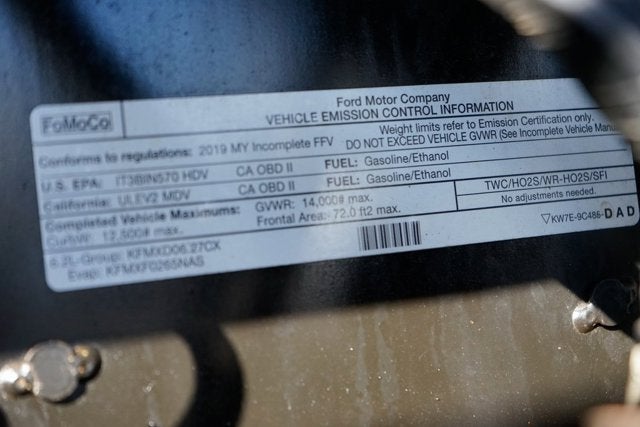 FoMoCo
Ford Motor Company
VEHICLE EMISSION CONTROL INFORMATION
Conforms to regulations: 2019 MY Incomplete FFV
Weight limits refer to Emission Certification only.
DO NOT EXCEED VEHICLE GVWR (See Incomplete Vehicle Manu
U.S. EPA: IT3BIN570 HDV CA OBD II FUEL: Gasoline/Ethanol
California: ULEV2 MDV CA OBD II FUEL: Gasoline/Ethanol
Completed Vehicle Maximums: GVWR: 14,000# max.
CurbW: 12,500# max. Frontal Area: 72.0 ft2 max.
TWC/HO2S/WR-HO2S/SFI
No adjustments needed.
6.2L-Group: KFMXD06.27CX
Evap: KFMXF0265NAS
▽KW7E-9C486-DAD